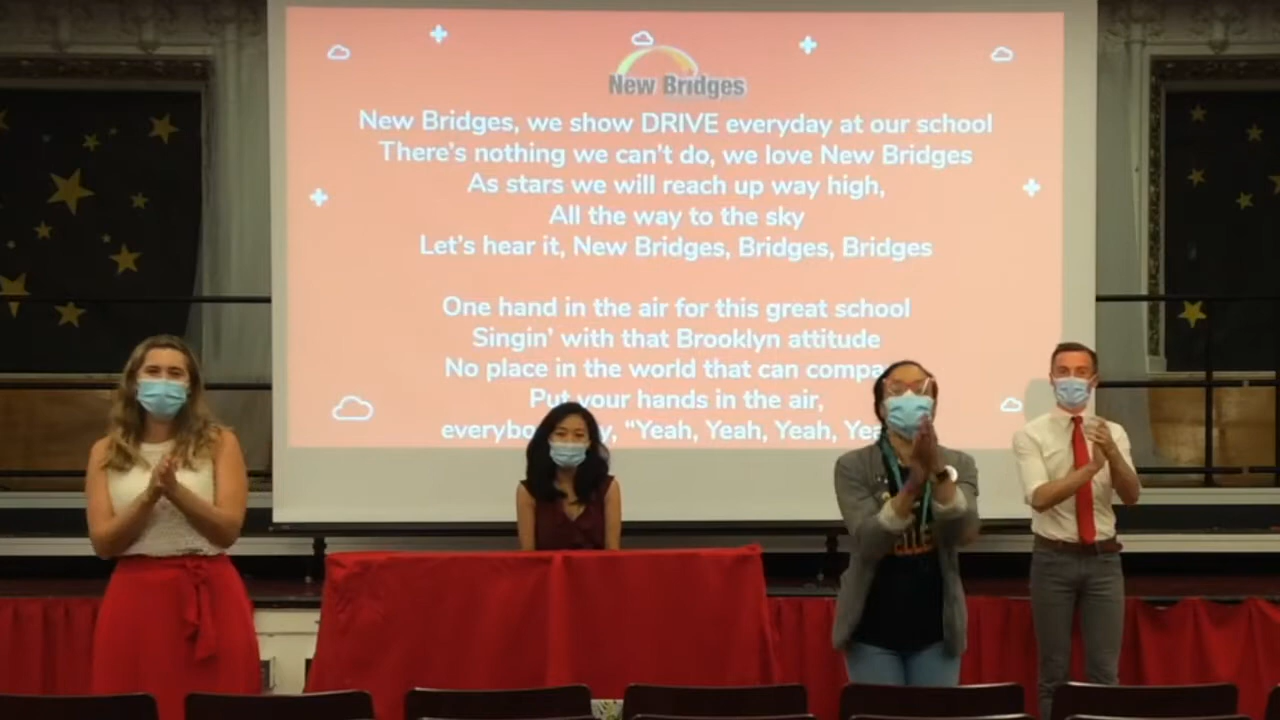 New Bridges
New Bridges, we show DRIVE everyday at our school
There's nothing we can't do, we love New Bridges
As stars we will reach up way high,
All the way to the sky
Let's hear it, New Bridges, Bridges, Bridges
One hand in the air for this great school
Singin' with that Brooklyn attitude
No place in the world that can compa
Put your hands in the air,
everybo y, "Yeah, Yeah, Yeah, Yea